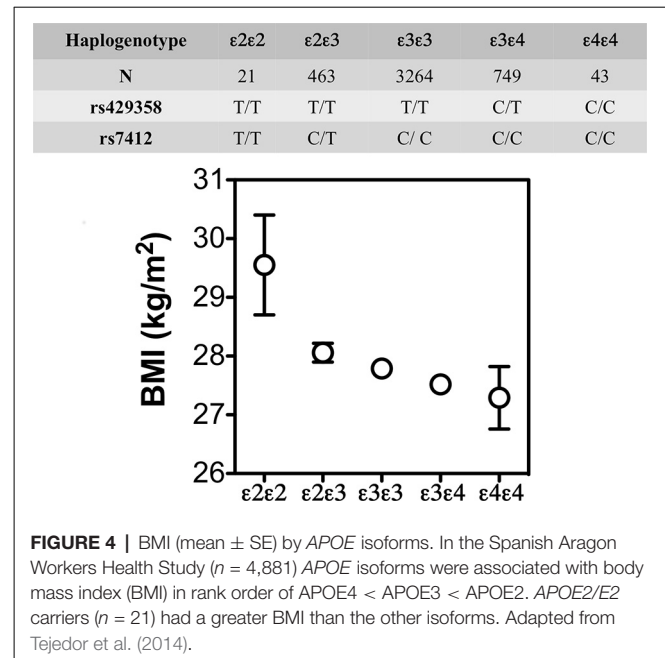 Haplogenotype ε2ε2 ε2ε3 ε3ε3 ε3ε4 ε4ε4
N 21 463 3264 749 43
rs429358 T/T T/T T/T C/T C/C
rs7412 T/T C/T C/ C C/C C/C
31
30
29
28
27
26
BMI (kg/m²)
ε2ε2 ε2ε3 ε3ε3 ε3ε4 ε4ε4
FIGURE 4 | BMI (mean ± SE) by APOE isoforms. In the Spanish Aragon
Workers Health Study (n = 4,881) APOE isoforms were associated with body
mass index (BMI) in rank order of APOE4 < APOE3 < APOE2. APOE2/E2
carriers (n = 21) had a greater BMI than the other isoforms. Adapted from
Tejedor et al. (2014).